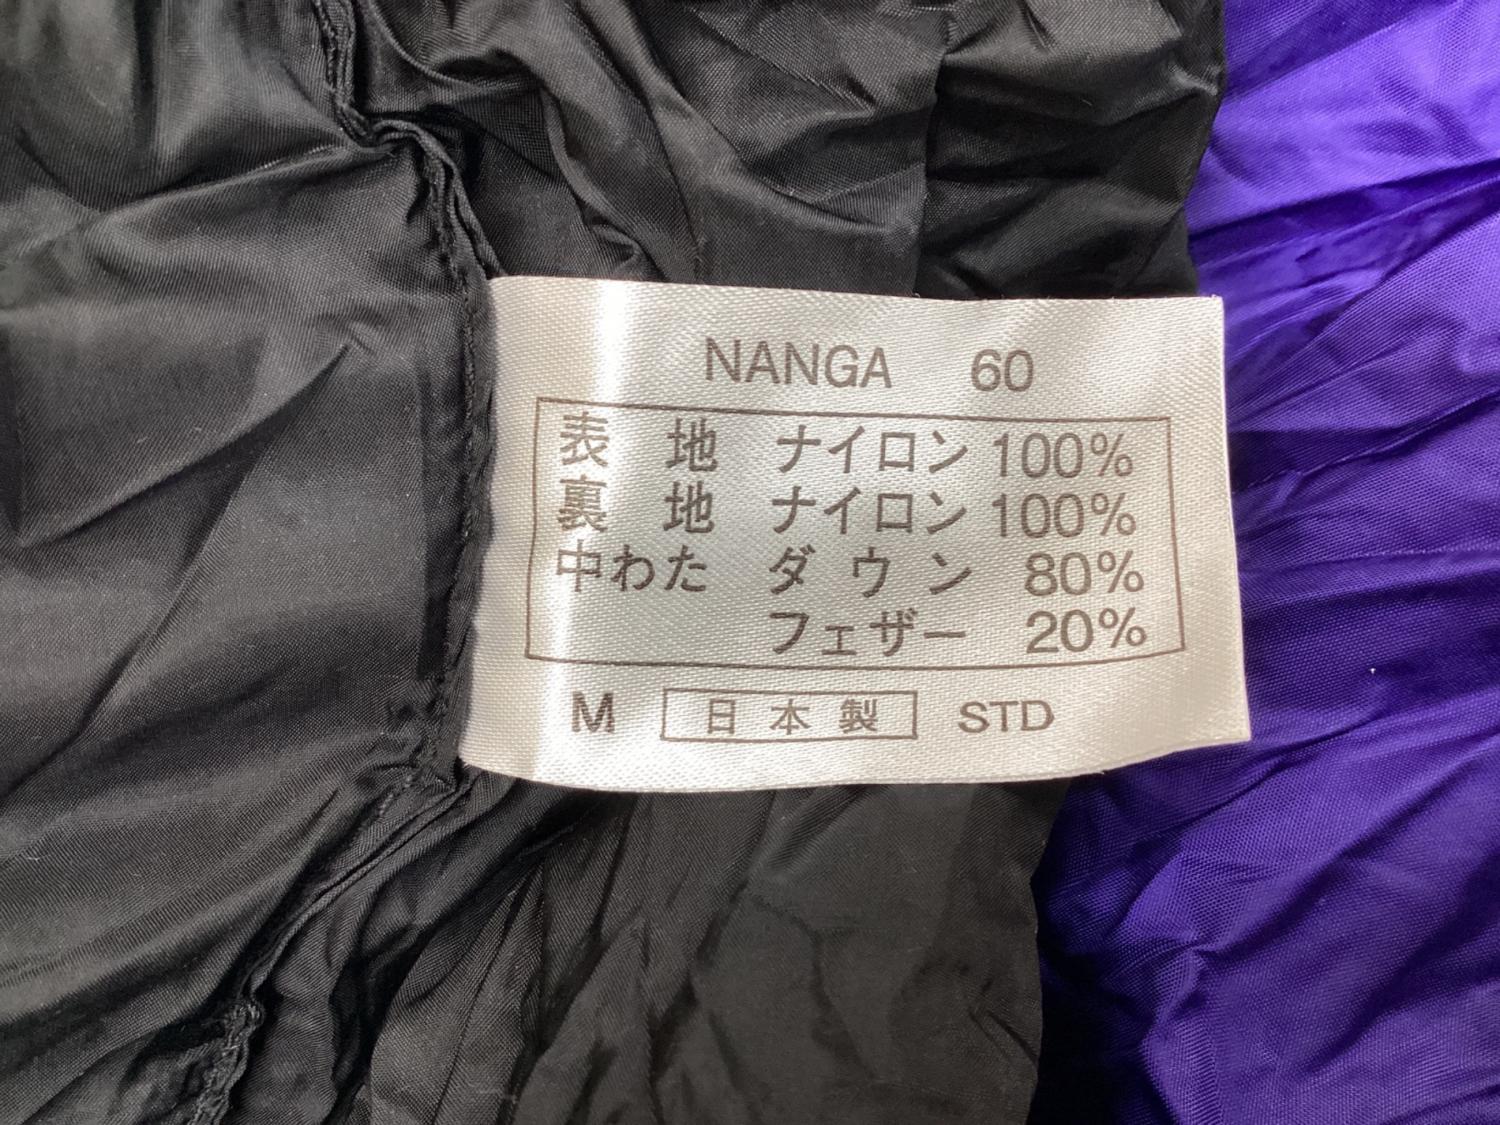 NANGA 60
表地 ナイロン 100%
裏地 ナイロン 100%
中わた ダウン 80%
フェザー 20%
M 日本製 STD